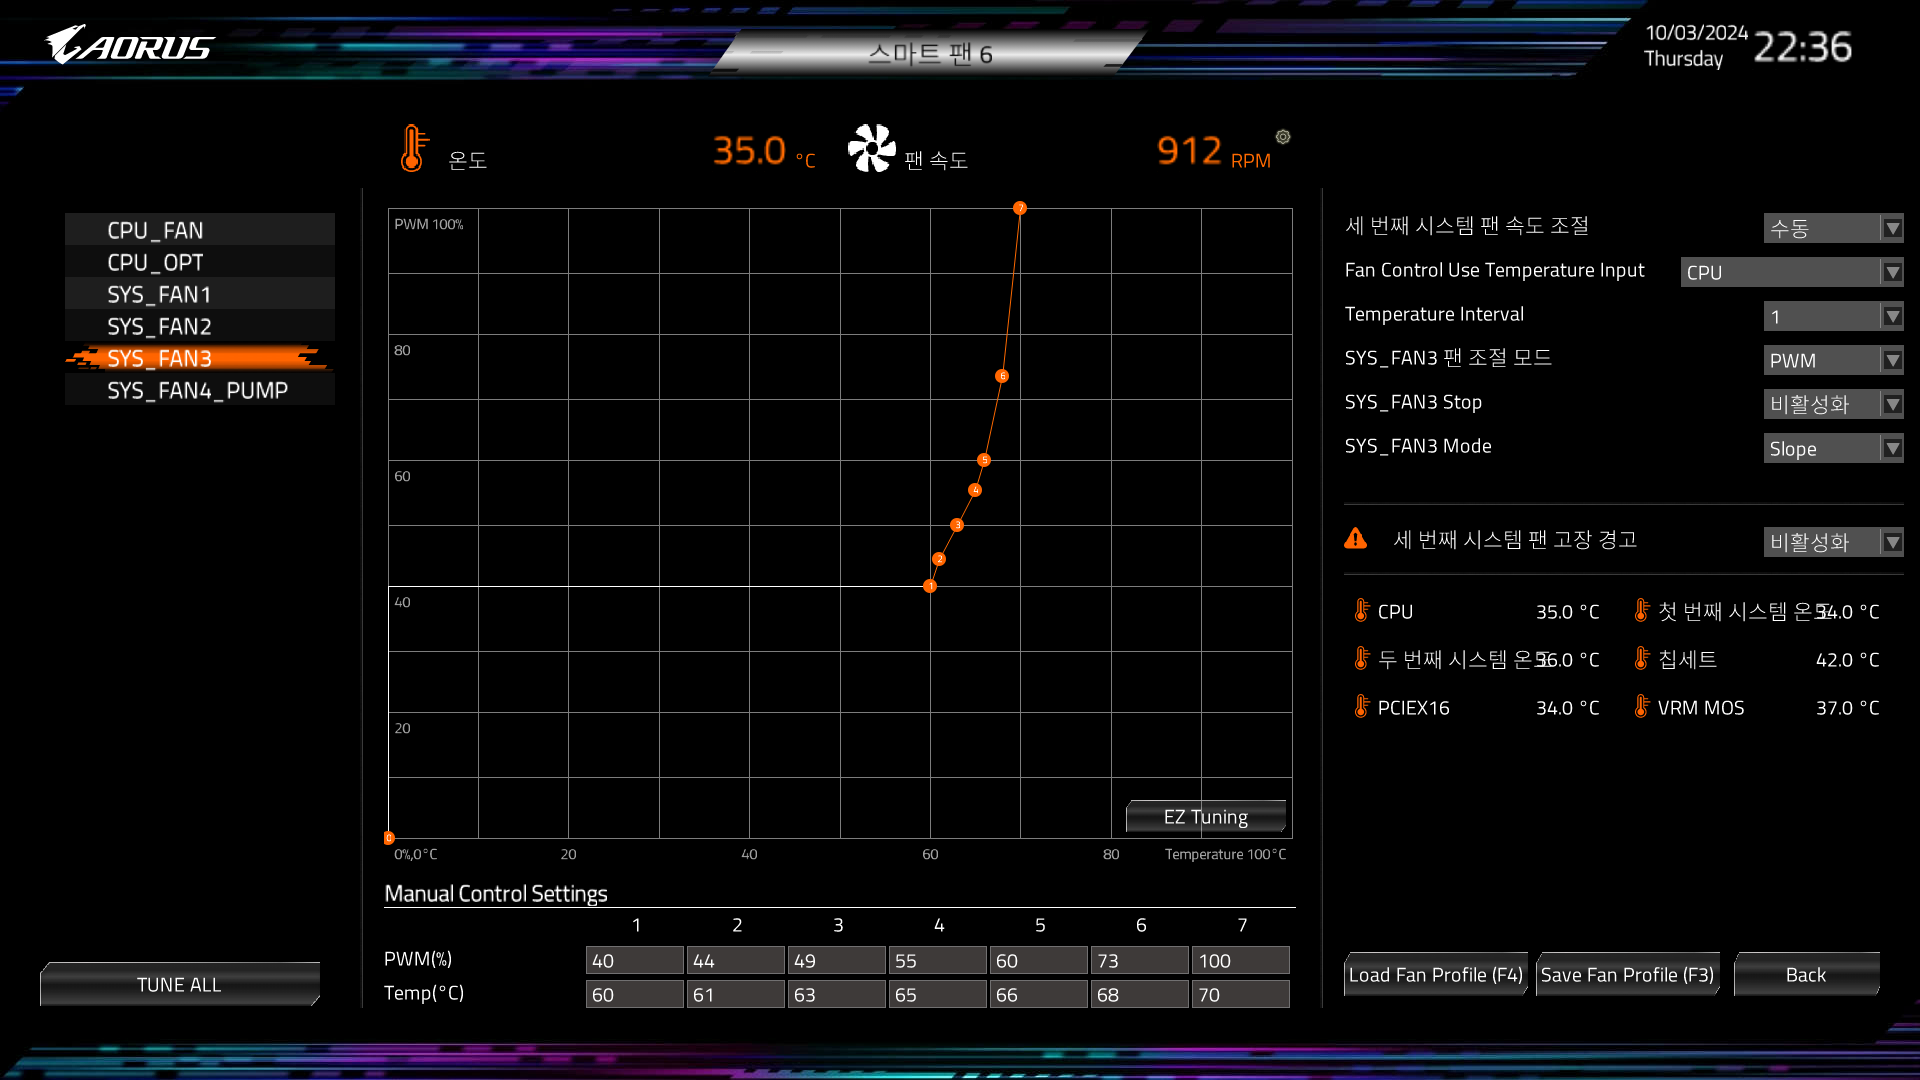 AORUS
스마트 팬 6
10/03/2024
Thursday
22:36
온도
35.0 °C
팬 속도
912 RPM
CPU_FAN
CPU_OPT
SYS_FAN1
SYS_FAN2
SYS_FAN3
SYS_FAN4_PUMP
TUNE ALL
PWM 100%
80
60
40
20
0%,0°C
20
40
60
80
Temperature 100°C
0
1
2
3
4
5
6
7
EZ Tuning
Manual Control Settings
1 2 3 4 5 6 7
PWM(%) 40 44 49 55 60 73 100
Temp(°C) 60 61 63 65 66 68 70
세 번째 시스템 팬 속도 조절 수동
Fan Control Use Temperature Input CPU
Temperature Interval 1
SYS_FAN3 팬 조절 모드 PWM
SYS_FAN3 Stop 비활성화
SYS_FAN3 Mode Slope
세 번째 시스템 팬 고장 경고 비활성화
CPU 35.0 °C
첫 번째 시스템 온도 34.0 °C
두 번째 시스템 온도 36.0 °C
칩세트 42.0 °C
PCIEX16 34.0 °C
VRM MOS 37.0 °C
Load Fan Profile (F4)
Save Fan Profile (F3)
Back